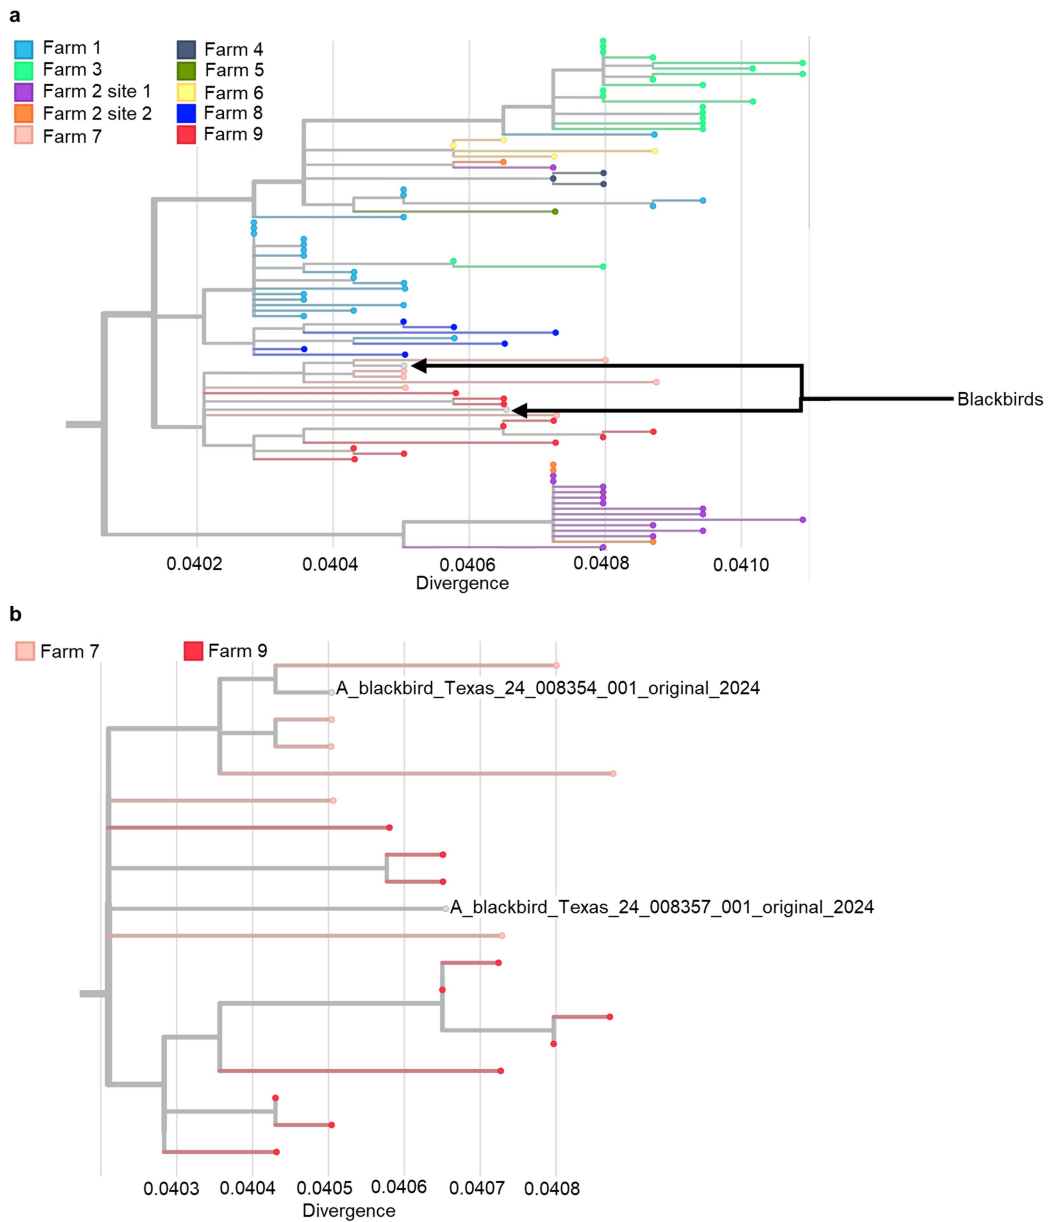 a
Farm 1
Farm 3
Farm 2 site 1
Farm 2 site 2
Farm 7
Farm 4
Farm 5
Farm 6
Farm 8
Farm 9
Blackbirds
0.0402 0.0404 0.0406 0.0408 0.0410
Divergence
b
Farm 7 Farm 9
A_blackbird_Texas_24_008354_001_original_2024
A_blackbird_Texas_24_008357_001_original_2024
0.0403 0.0404 0.0405 0.0406 0.0407 0.0408
Divergence